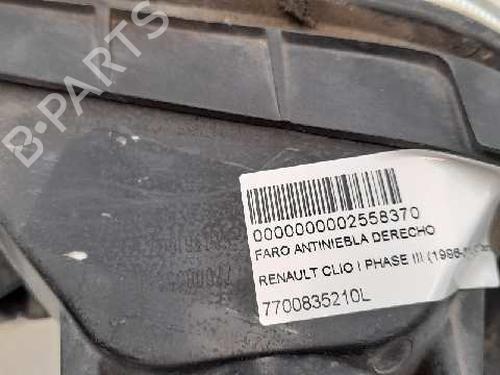 B-PARTS
0000000002558370
FARO ANTINIEBLA DERECHO
RENAULT CLIO I PHASE III (1996-
7700835210L